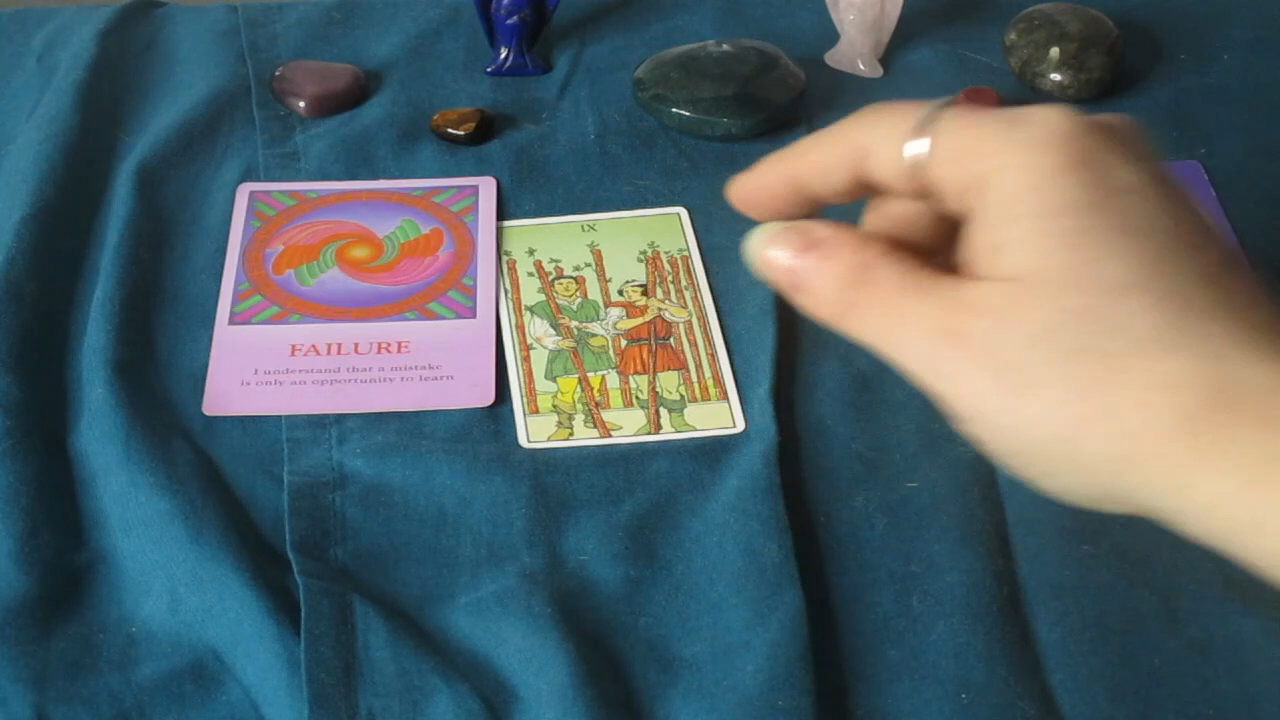 FAILURE
I understand that a mistake
is only an opportunity to learn
IX